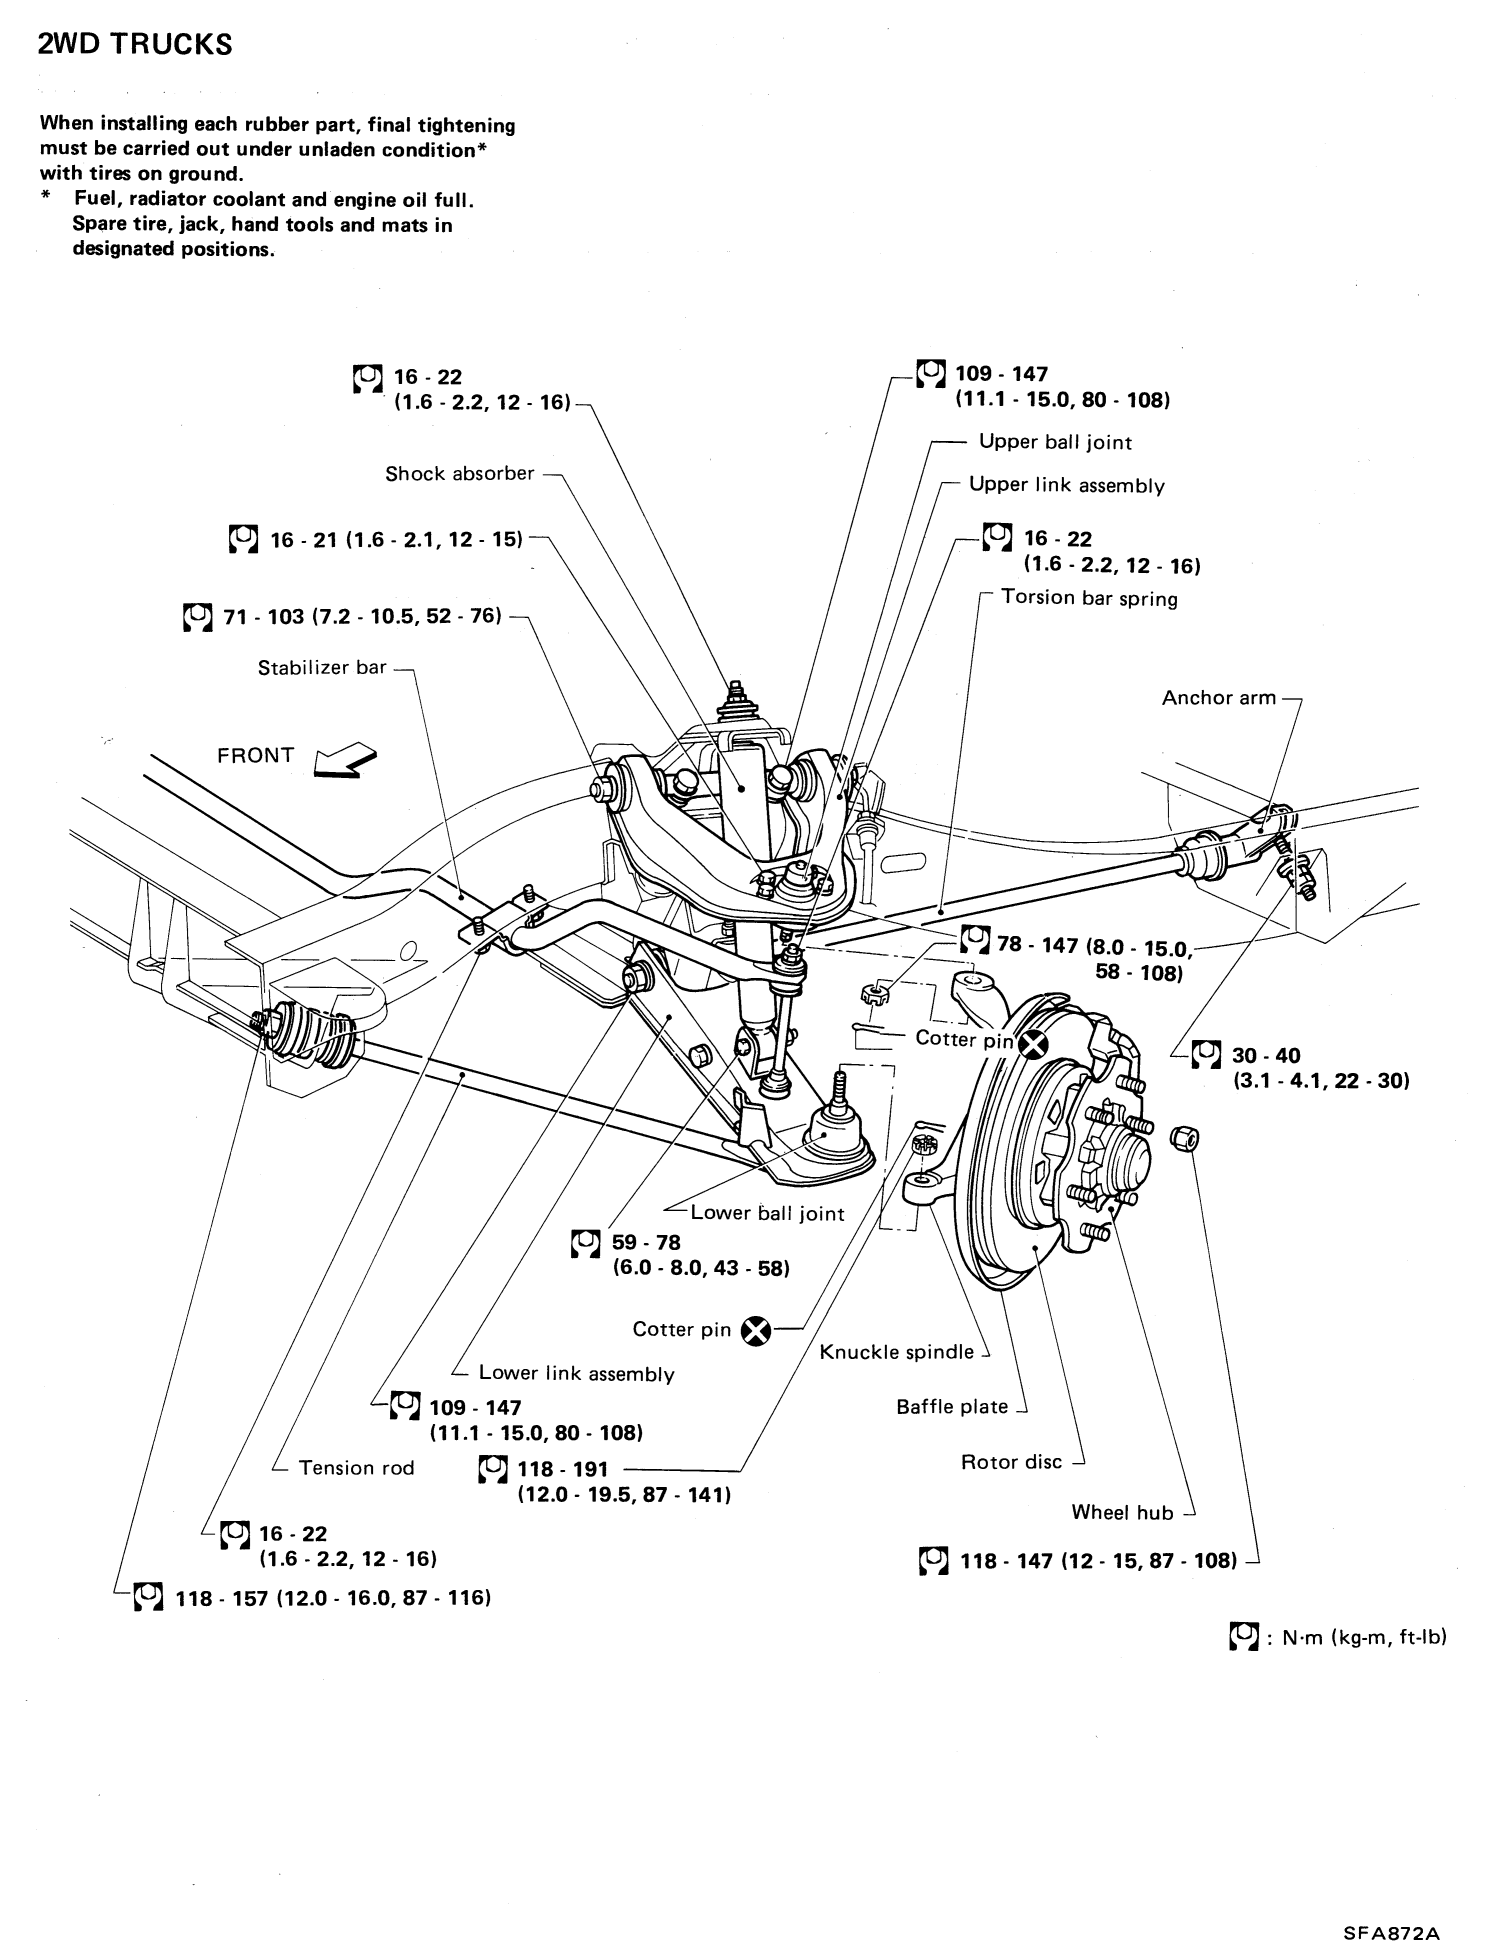 2WD TRUCKS
When installing each rubber part, final tightening
must be carried out under unladen condition*
with tires on ground.
* Fuel, radiator coolant and engine oil full.
Spare tire, jack, hand tools and mats in
designated positions.
16 - 22
(1.6 - 2.2, 12 - 16)
109 - 147
(11.1 - 15.0, 80 - 108)
Upper ball joint
Shock absorber
Upper link assembly
16 - 21 (1.6 - 2.1, 12 - 15)
16 - 22
(1.6 - 2.2, 12 - 16)
Torsion bar spring
71 - 103 (7.2 - 10.5, 52 - 76)
Stabilizer bar
Anchor arm
FRONT
78 - 147 (8.0 - 15.0,
58 - 108)
Cotter pin
30 - 40
(3.1 - 4.1, 22 - 30)
Lower ball joint
59 - 78
(6.0 - 8.0, 43 - 58)
Cotter pin
Knuckle spindle
Lower link assembly
109 - 147
(11.1 - 15.0, 80 - 108)
Baffle plate
Tension rod
118 - 191
(12.0 - 19.5, 87 - 141)
Rotor disc
Wheel hub
16 - 22
(1.6 - 2.2, 12 - 16)
118 - 147 (12 - 15, 87 - 108)
118 - 157 (12.0 - 16.0, 87 - 116)
: N·m (kg-m, ft-lb)
SFA872A